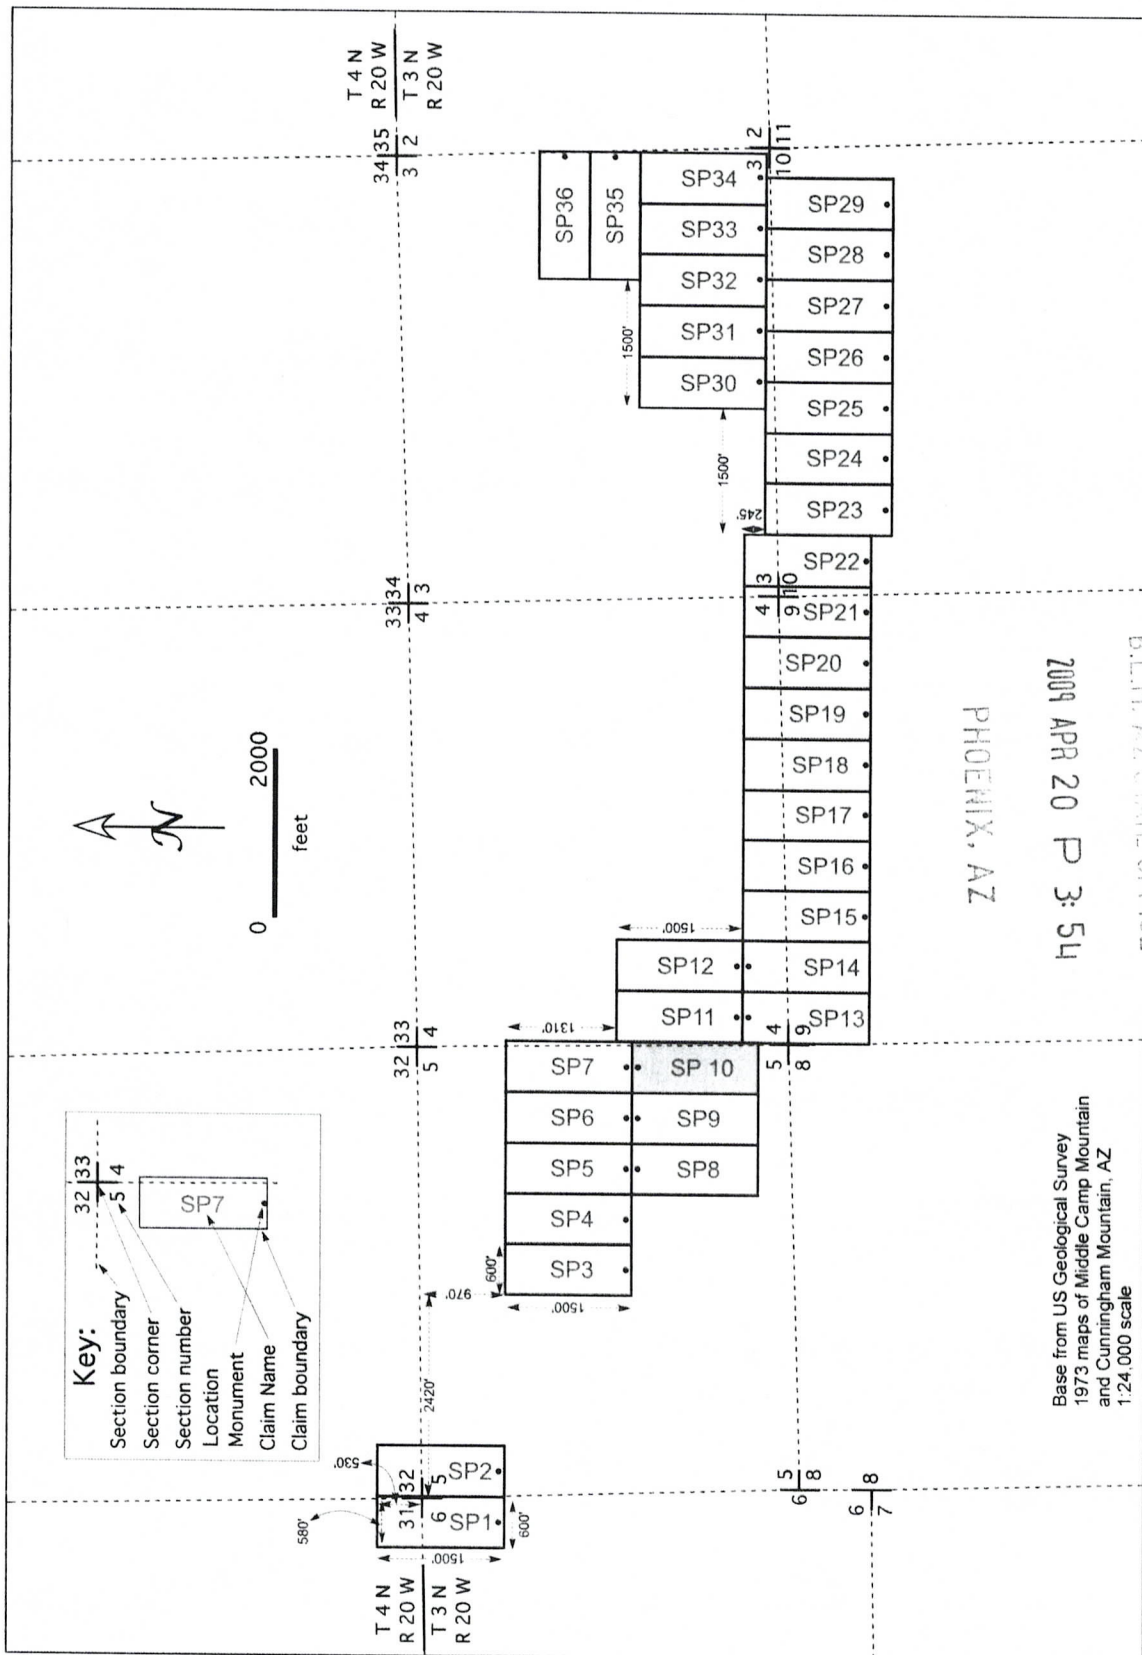 T 4 N
R 20 W
T 3 N
R 20 W
31 32
6 5
32 33
5 4
33 34
4 3
34 35
3 2
T 4 N
R 20 W
T 3 N
R 20 W
Key:
Section boundary
Section corner
Section number
Location
Monument
Claim Name
Claim boundary
32 33
5 4
SP7
N
0 2000
feet
580'
530'
1500'
600'
SP1
SP2
2420'
970'
600'
1500'
SP3
SP4
SP5
SP6
SP7
1310'
SP8
SP9
SP 10
SP11
SP12
1500'
SP36
SP35
1500'
SP30
SP31
SP32
SP33
SP34
1500'
245'
SP13
SP14
SP15
SP16
SP17
SP18
SP19
SP20
SP21
SP22
SP23
SP24
SP25
SP26
SP27
SP28
SP29
5
6 8
6 8
7
5 4
8 9
4 3
9 10
3 2
10 11
Base from US Geological Survey
1973 maps of Middle Camp Mountain
and Cunningham Mountain, AZ
1:24,000 scale
2009 APR 20 P 3:54
PHOENIX, AZ